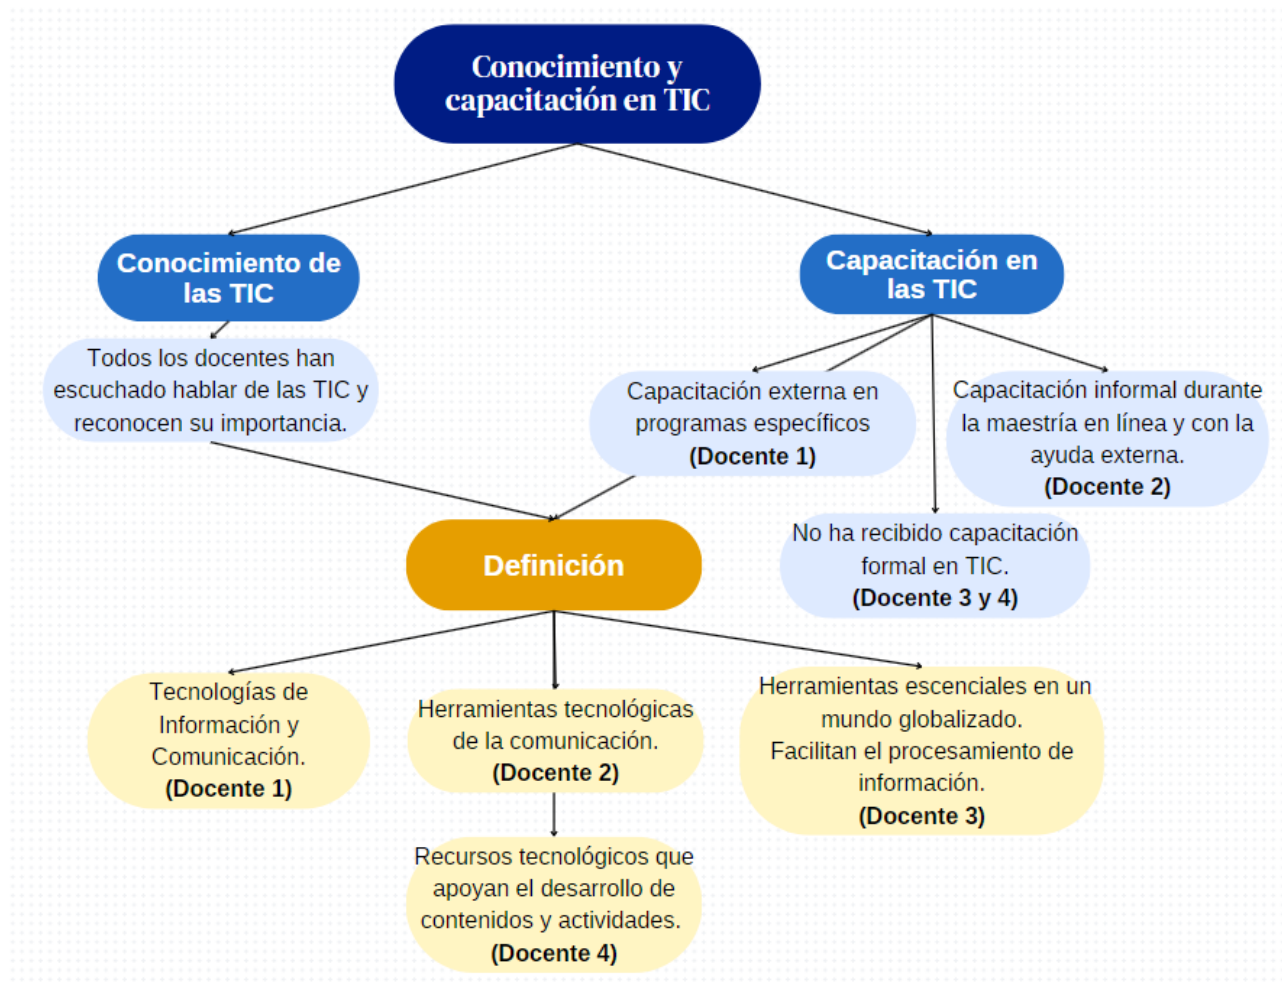 Conocimiento y
capacitación en TIC
Conocimiento de
las TIC
Capacitación en
las TIC
Todos los docentes han
escuchado hablar de las TIC y
reconocen su importancia.
Capacitación externa en
programas específicos
(Docente 1)
Capacitación informal durante
la maestría en línea y con la
ayuda externa.
(Docente 2)
No ha recibido capacitación
formal en TIC.
(Docente 3 y 4)
Definición
Tecnologías de
Información y
Comunicación.
(Docente 1)
Herramientas tecnológicas
de la comunicación.
(Docente 2)
Herramientas escenciales en un
mundo globalizado.
Facilitan el procesamiento de
información.
(Docente 3)
Recursos tecnológicos que
apoyan el desarrollo de
contenidos y actividades.
(Docente 4)